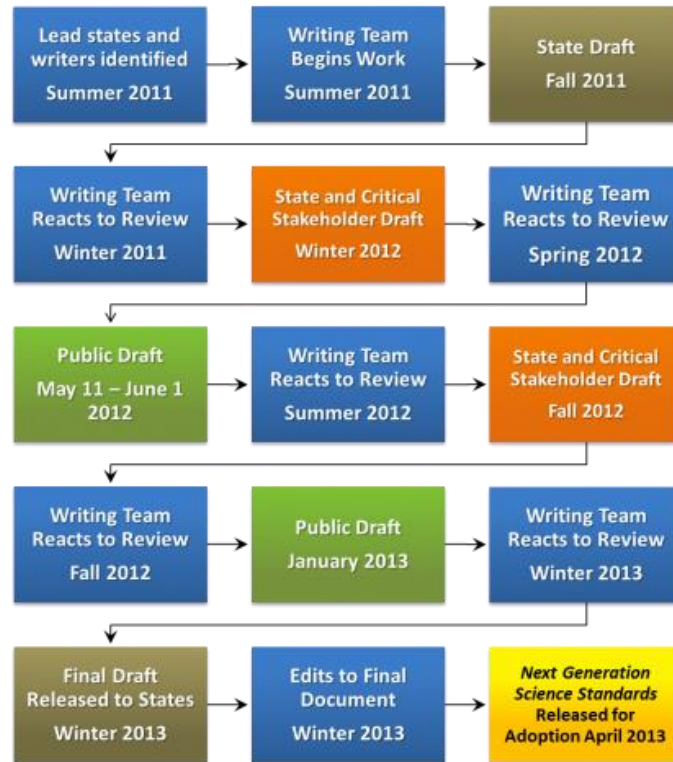 Lead states and
writers identified
Summer 2011
Writing Team
Begins Work
Summer 2011
State Draft
Fall 2011
Writing Team
Reacts to Review
Winter 2011
State and Critical
Stakeholder Draft
Winter 2012
Writing Team
Reacts to Review
Spring 2012
Public Draft
May 11 – June 1
2012
Writing Team
Reacts to Review
Summer 2012
State and Critical
Stakeholder Draft
Fall 2012
Writing Team
Reacts to Review
Fall 2012
Public Draft
January 2013
Writing Team
Reacts to Review
Winter 2013
Final Draft
Released to States
Winter 2013
Edits to Final
Document
Winter 2013
Next Generation
Science Standards
Released for
Adoption April 2013